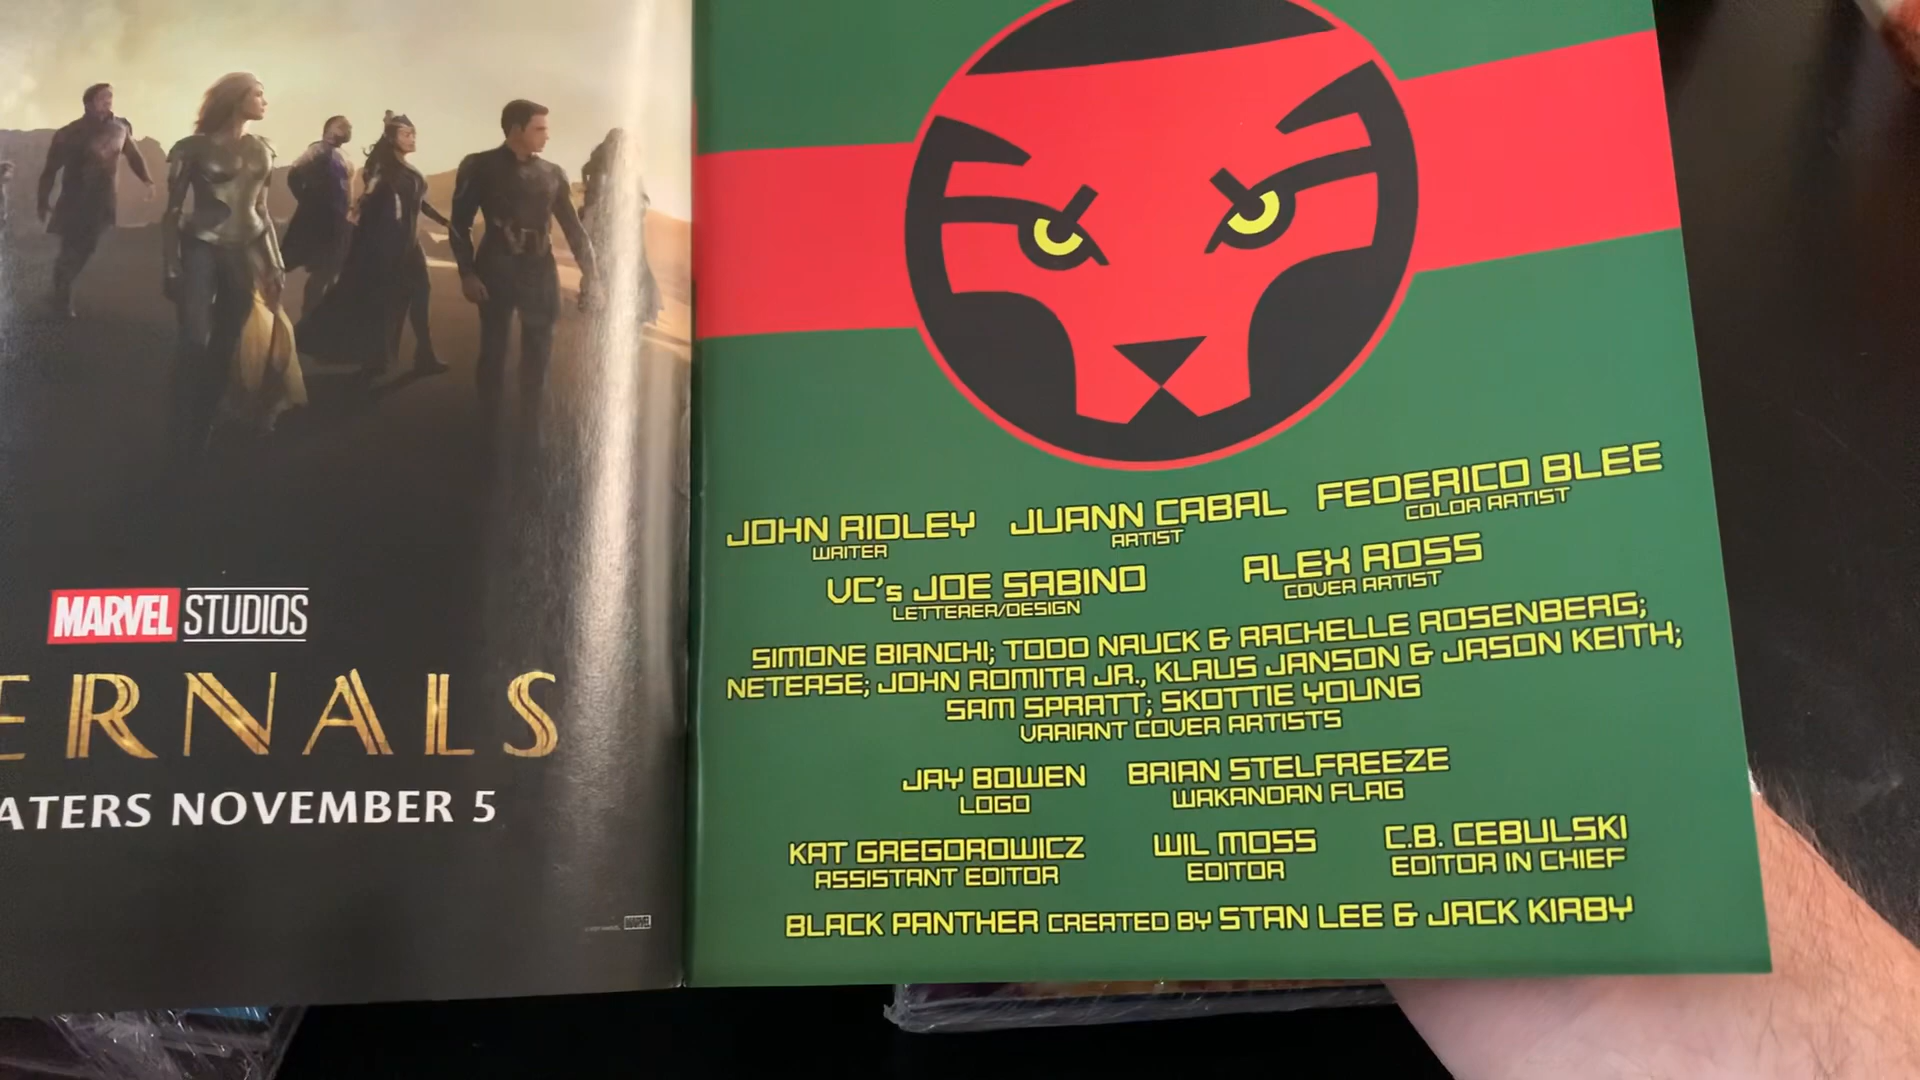 MARVEL STUDIOS
ERNALS
ATERS NOVEMBER 5
MARVEL
JOHN RIDLEY JUANN CABAL FEDERICO BLEE
WRITER ARTIST COLOR ARTIST
VC's JOE SABINO ALEX ROSS
LETTERER/DESIGN COVER ARTIST
SIMONE BIANCHI; TODD NAUCK & RACHELLE ROSENBERG;
NETEASE; JOHN ROMITA JR., KLAUS JANSON & JASON KEITH;
SAM SPRATT; SKOTTIE YOUNG
VARIANT COVER ARTISTS
JAY BOWEN BRIAN STELFREEZE
LOGO WAKANDAN FLAG
KAT GREGOROWICZ WIL MOSS C.B. CEBULSKI
ASSISTANT EDITOR EDITOR EDITOR IN CHIEF
BLACK PANTHER CREATED BY STAN LEE & JACK KIRBY